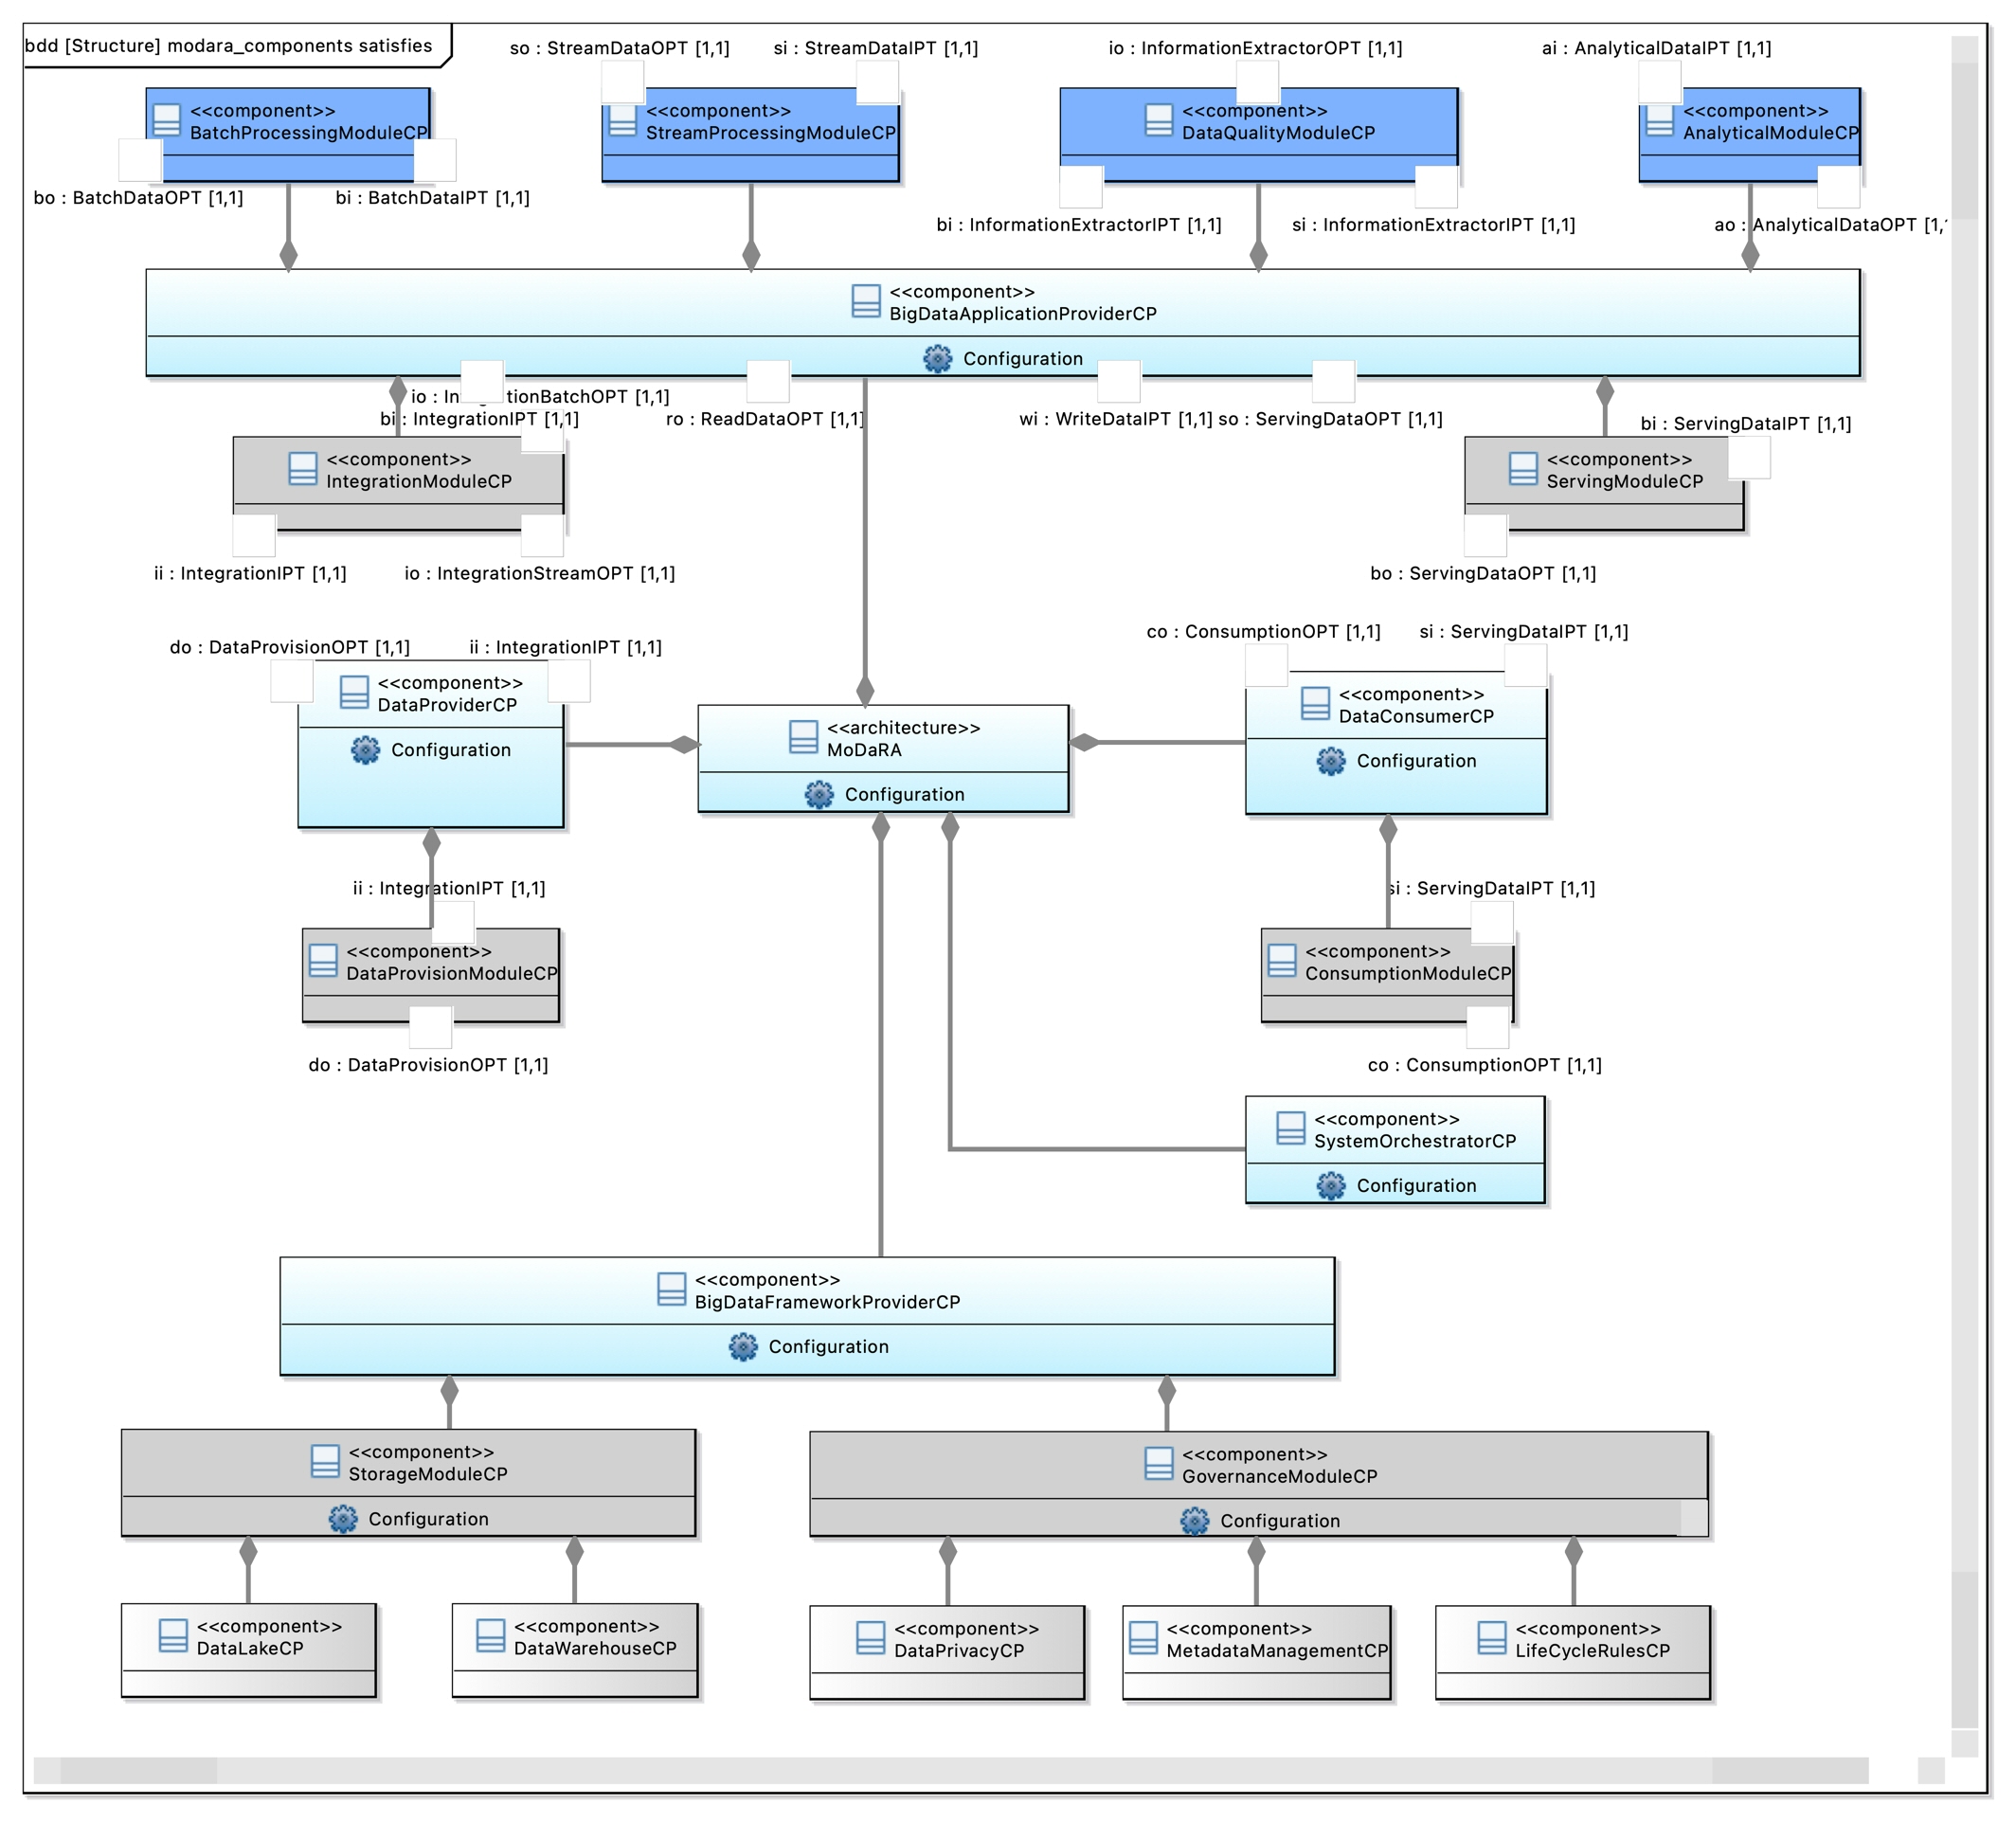 bdd [Structure] modara_components satisfies
so : StreamDataOPT [1,1]
si : StreamDataIPT [1,1]
io : InformationExtractorOPT [1,1]
ai : AnalyticalDataIPT [1,1]
<<component>>
BatchProcessingModuleCP
<<component>>
StreamProcessingModuleCP
<<component>>
DataQualityModuleCP
<<component>>
AnalyticalModuleCP
bo : BatchDataOPT [1,1]
bi : BatchDataIPT [1,1]
bi : InformationExtractorIPT [1,1]
si : InformationExtractorIPT [1,1]
ao : AnalyticalDataOPT [1,
<<component>>
BigDataApplicationProviderCP
Configuration
io : tionBatchOPT [1,1]
bi : IntegrationIPT [1,1]
ro : ReadDataOPT [1,1]
wi : WriteDataIPT [1,1]
so : ServingDataOPT [1,1]
bi : ServingDataIPT [1,1]
<<component>>
IntegrationModuleCP
<<component>>
ServingModuleCP
ii : IntegrationIPT [1,1]
io : IntegrationStreamOPT [1,1]
bo : ServingDataOPT [1,1]
do : DataProvisionOPT [1,1]
ii : IntegrationIPT [1,1]
co : ConsumptionOPT [1,1]
si : ServingDataIPT [1,1]
<<component>>
DataProviderCP
Configuration
<<architecture>>
MoDaRA
Configuration
<<component>>
DataConsumerCP
Configuration
ii : IntegrationIPT [1,1]
si : ServingDataIPT [1,1]
<<component>>
DataProvisionModuleCP
<<component>>
ConsumptionModuleCP
do : DataProvisionOPT [1,1]
co : ConsumptionOPT [1,1]
<<component>>
SystemOrchestratorCP
Configuration
<<component>>
BigDataFrameworkProviderCP
Configuration
<<component>>
StorageModuleCP
Configuration
<<component>>
GovernanceModuleCP
Configuration
<<component>>
DataLakeCP
<<component>>
DataWarehouseCP
<<component>>
DataPrivacyCP
<<component>>
MetadataManagementCP
<<component>>
LifeCycleRulesCP